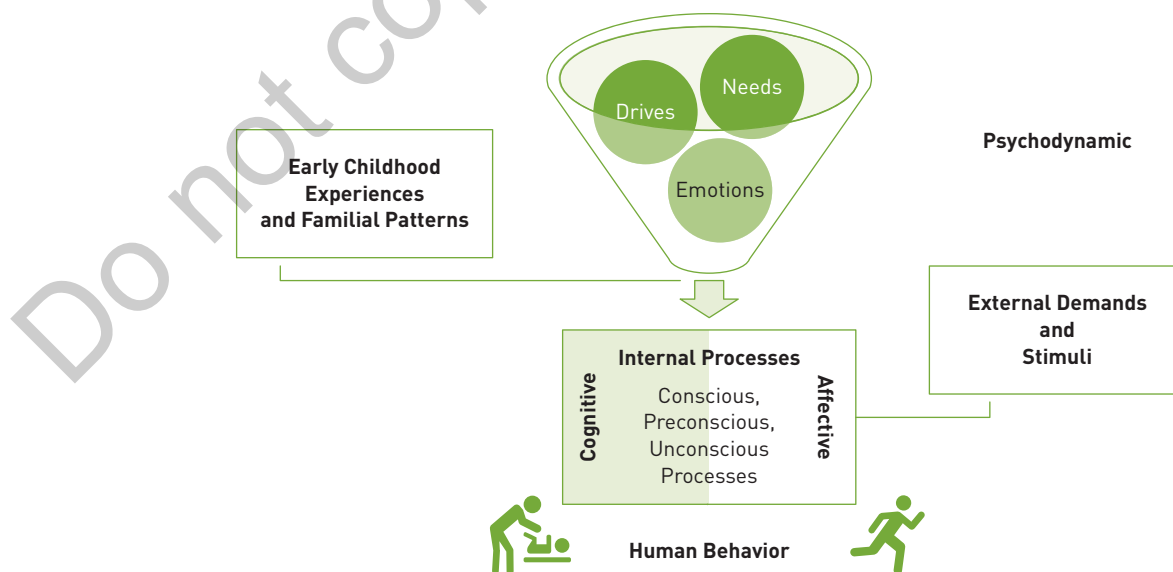 Do not cop
Needs
Drives
Psychodynamic
Early Childhood
Experiences
and Familial Patterns
Emotions
External Demands
and
Stimuli
Internal Processes
Cognitive
Conscious,
Preconscious,
Unconscious
Processes
Affective
Human Behavior